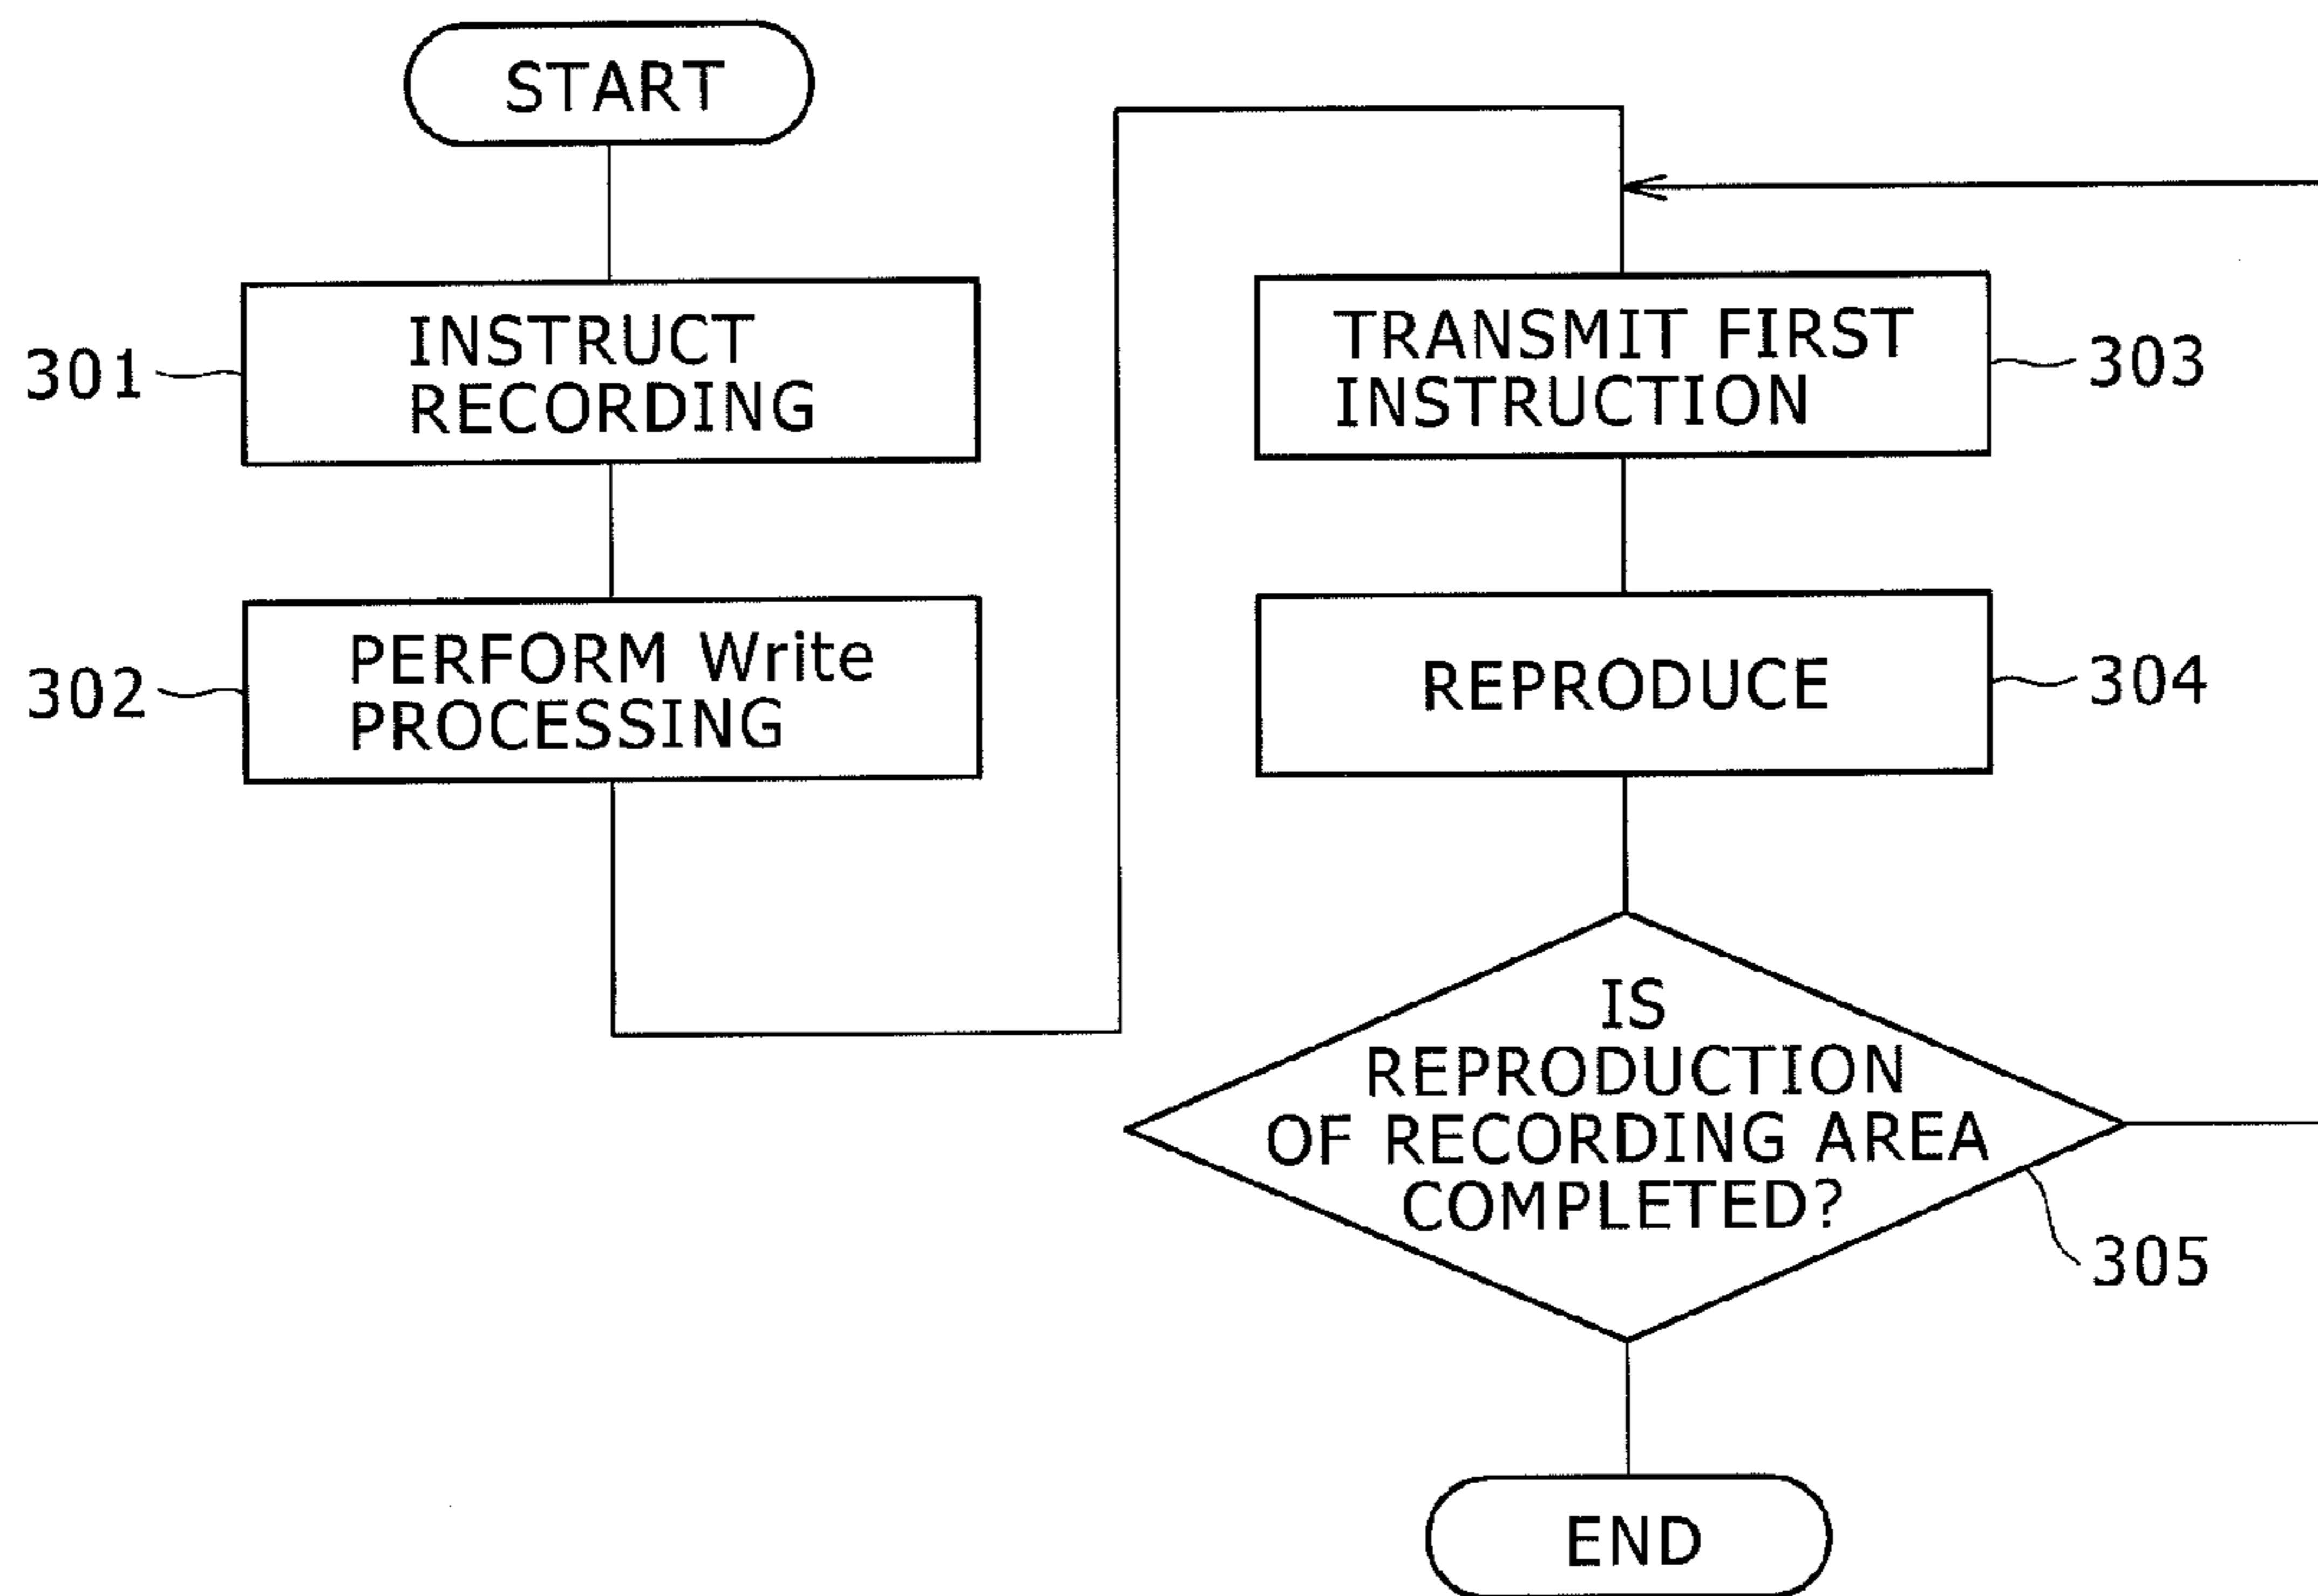 START
301
INSTRUCT
RECORDING
302
PERFORM Write
PROCESSING
TRANSMIT FIRST
INSTRUCTION
303
REPRODUCE
304
IS
REPRODUCTION
OF RECORDING AREA
COMPLETED?
305
END